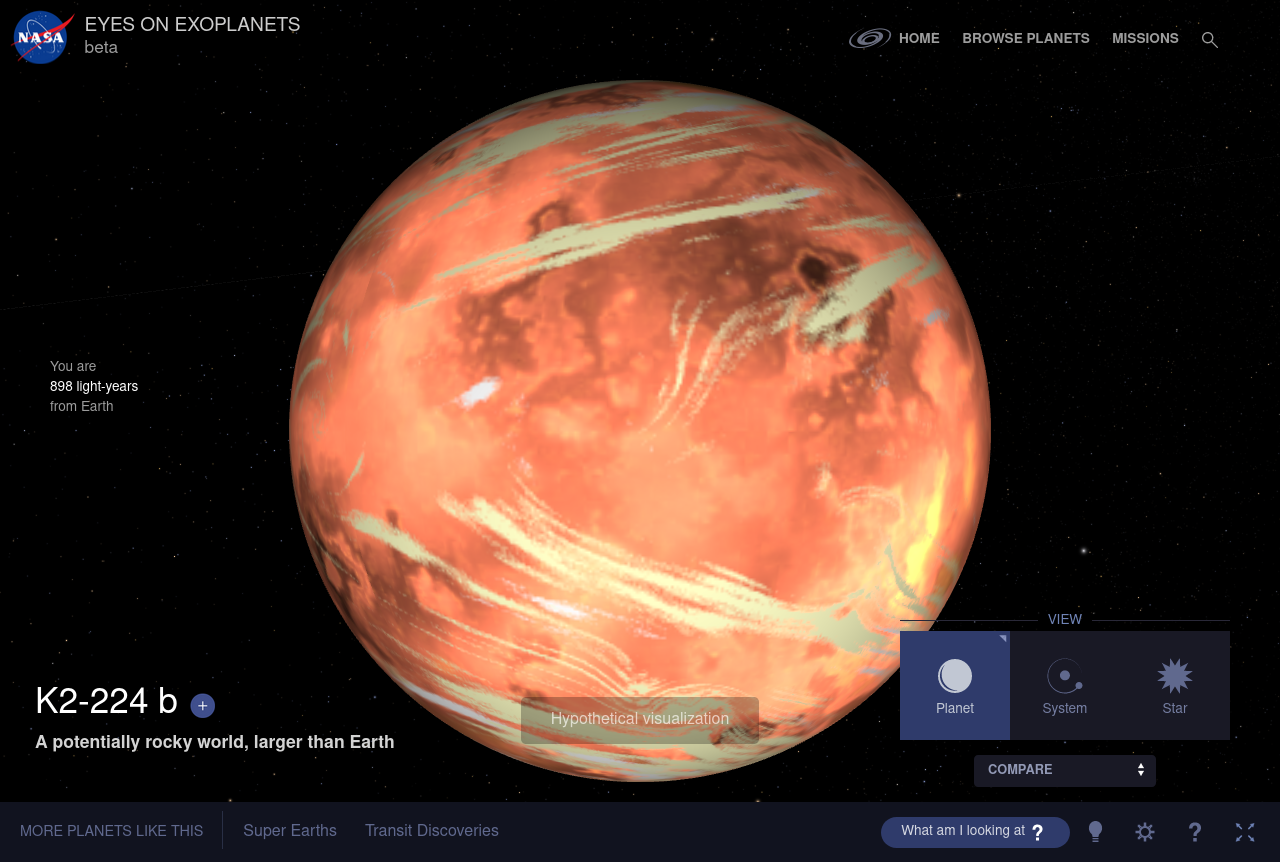 NASA
EYES ON EXOPLANETS
beta
HOME
BROWSE PLANETS
MISSIONS
You are
898 light-years
from Earth
VIEW
Planet
System
Star
K2-224 b +
A potentially rocky world, larger than Earth
Hypothetical visualization
COMPARE
MORE PLANETS LIKE THIS
Super Earths
Transit Discoveries
What am I looking at ?
?